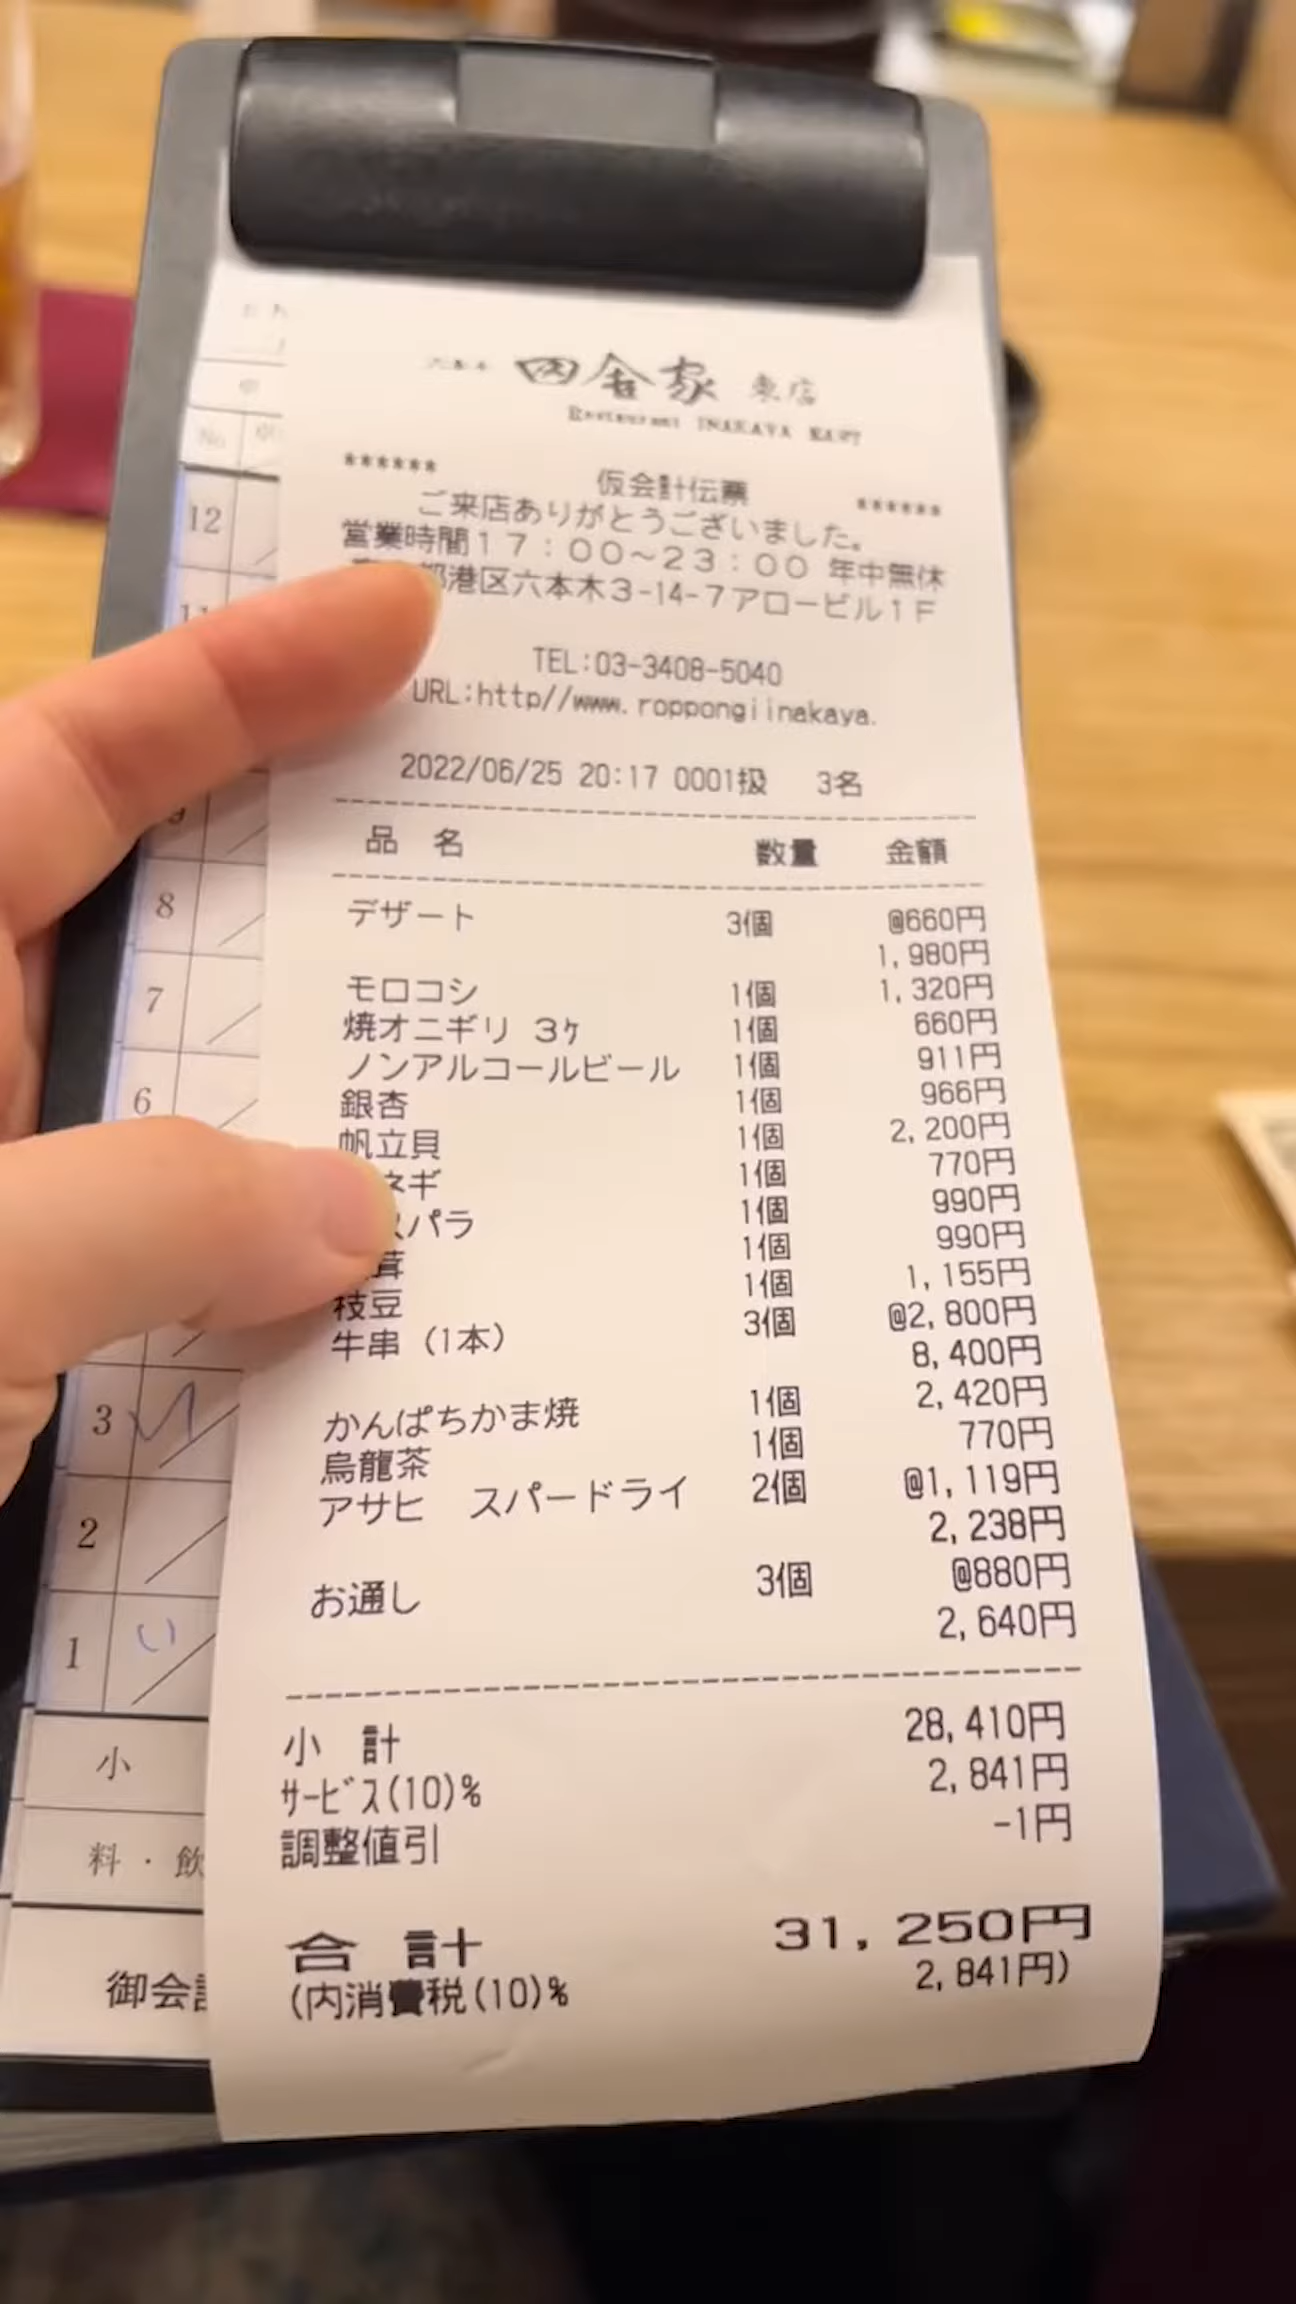 六本木 田舎家 東店
Restaurant INAKAYA EAST
****** 仮会計伝票 ******
ご来店ありがとうございました。
営業時間17:00~23:00 年中無休
都港区六本木3-14-7アロービル1F
TEL:03-3408-5040
URL:http//www.roppongiinakaya.
2022/06/25 20:17 0001扱 3名
品 名 数量 金額
デザート 3個 @660円
1,980円
モロコシ 1個 1,320円
焼オニギリ 3ヶ 1個 660円
ノンアルコールビール 1個 911円
銀杏 1個 966円
帆立貝 1個 2,200円
ネギ 1個 770円
スパラ 1個 990円
茸 1個 990円
枝豆 1個 1,155円
牛串(1本) 3個 @2,800円
8,400円
かんぱちかま焼 1個 2,420円
烏龍茶 1個 770円
アサヒ スパードライ 2個 @1,119円
2,238円
お通し 3個 @880円
2,640円
小 計 28,410円
サービス(10)% 2,841円
調整値引 -1円
合 計 31,250円
(内消費税(10)% 2,841円)
No
12
11
9
8
7
6
3
2
1
小
料・飲
御会計